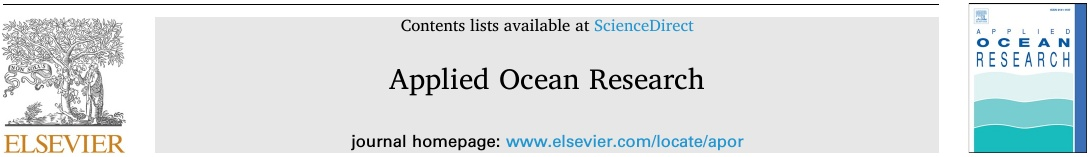 Contents lists available at ScienceDirect
Applied Ocean Research
journal homepage: www.elsevier.com/locate/apor
ELSEVIER
APPLIED
OCEAN
RESEARCH